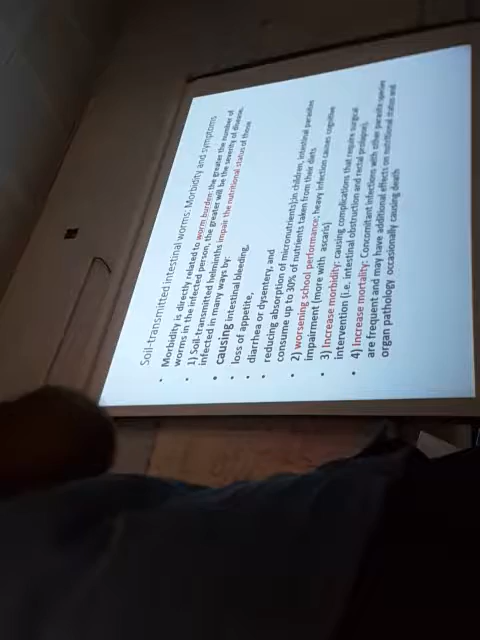 Soil-transmitted intestinal worms: Morbidity and symptoms
• Morbidity is directly related to worm burden: the greater the number of
worms in the infected person, the greater will be the severity of disease.
• 1) Soil-transmitted helminths impair the nutritional status of those
infected in many ways by:
• causing intestinal bleeding,
• loss of appetite,
• diarrhea or dysentery, and
• reducing absorption of micronutrients)in children, intestinal parasites
consume up to 30% of nutrients taken from their diets
• 2) worsening school performance; heavy infection causes cognitive
impairment (more with ascaris)
• 3) Increase morbidity: causing complications that require surgical
intervention (i.e. intestinal obstruction and rectal prolapse).
• 4) Increase mortality: Concomitant infections with other parasite species
are frequent and may have additional effects on nutritional status and
organ pathology occasionally causing death